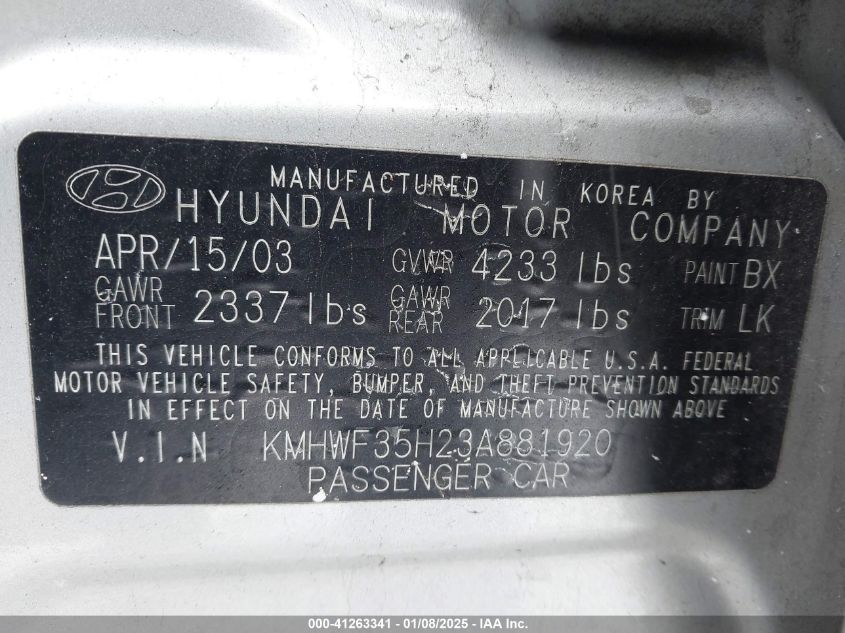 MANUFACTURED IN KOREA BY
HYUNDAI MOTOR COMPANY
APR/15/03 GVWR 4233 lbs PAINT BX
GAWR FRONT 2337 lbs GAWR REAR 2017 lbs TRIM LK
THIS VEHICLE CONFORMS TO ALL APPLICABLE U.S.A. FEDERAL
MOTOR VEHICLE SAFETY, BUMPER, AND THEFT PREVENTION STANDARDS
IN EFFECT ON THE DATE OF MANUFACTURE SHOWN ABOVE
V.I.N KMHWF35H23A881920
PASSENGER CAR
000-41263341 - 01/08/2025 - IAA Inc.